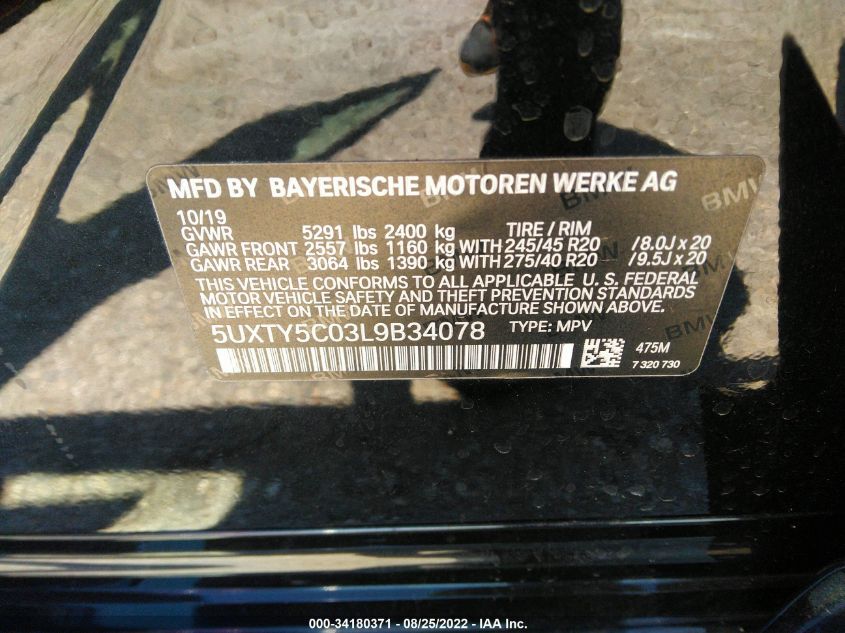 MFD BY BAYERISCHE MOTOREN WERKE AG
10/19
GVWR 5291 lbs 2400 kg TIRE / RIM
GAWR FRONT 2557 lbs 1160 kg WITH 245/45 R20 /8.0J x 20
GAWR REAR 3064 lbs 1390 kg WITH 275/40 R20 /9.5J x 20
THIS VEHICLE CONFORMS TO ALL APPLICABLE U. S. FEDERAL
MOTOR VEHICLE SAFETY AND THEFT PREVENTION STANDARDS
IN EFFECT ON THE DATE OF MANUFACTURE SHOWN ABOVE.
5UXTY5C03L9B34078 TYPE: MPV
475M
7 320 730
000-34180371 - 08/25/2022 - IAA Inc.